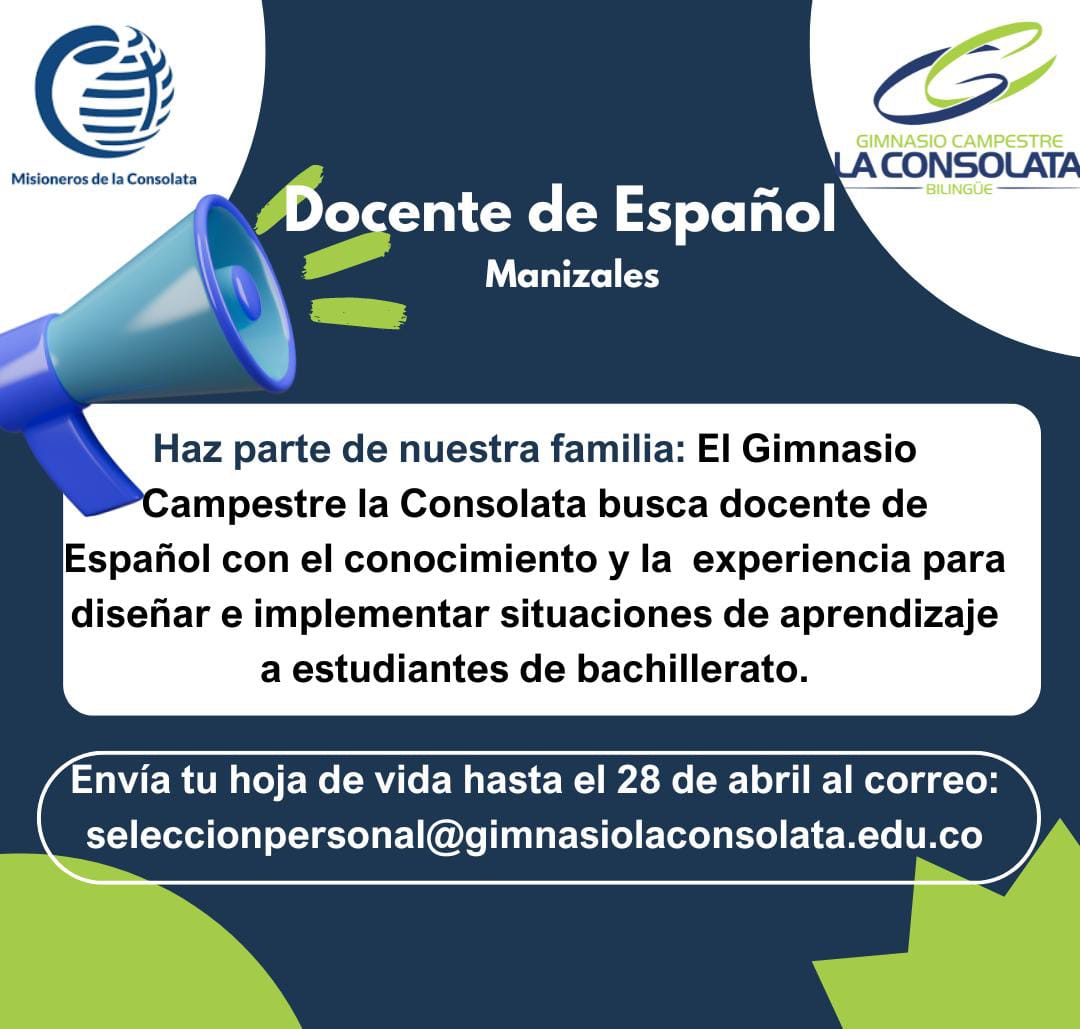 Misioneros de la Consolata
GIMNASIO CAMPESTRE
LA CONSOLATA
BILINGÜE
Docente de Español
Manizales
Haz parte de nuestra familia: El Gimnasio
Campestre la Consolata busca docente de
Español con el conocimiento y la experiencia para
diseñar e implementar situaciones de aprendizaje
a estudiantes de bachillerato.
Envía tu hoja de vida hasta el 28 de abril al correo:
seleccionpersonal@gimnasiolaconsolata.edu.co